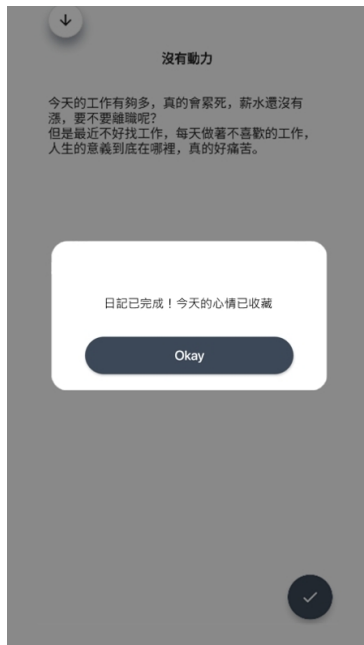 沒有動力
今天的工作有夠多，真的會累死，薪水還沒有
漲，要不要離職呢？
但是最近不好找工作，每天做著不喜歡的工作，
人生的意義到底在哪裡，真的好痛苦。
日記已完成！今天的心情已收藏
Okay